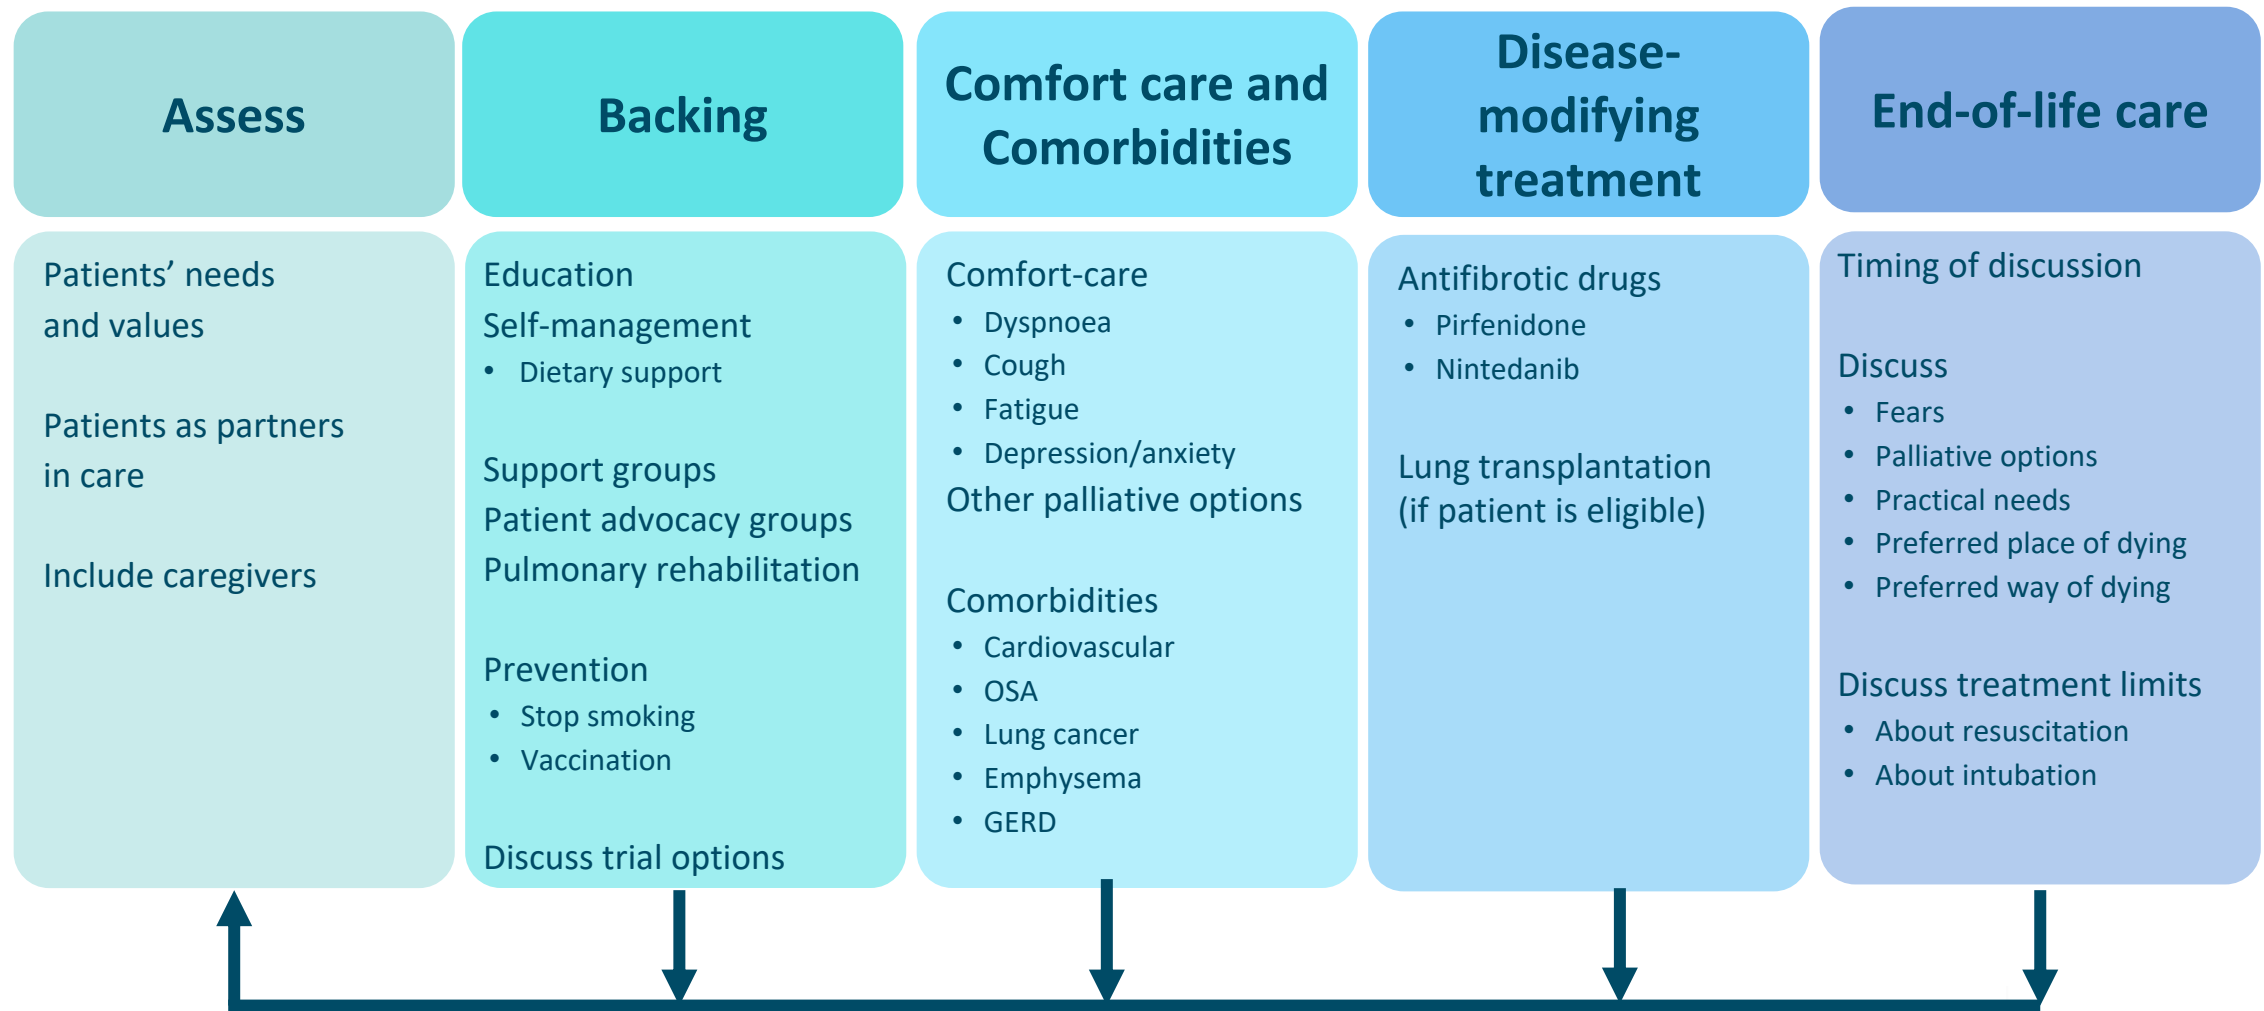 Assess
Backing
Comfort care and
Comorbidities
Disease-
modifying
treatment
End-of-life care
Patients’ needs
and values
Patients as partners
in care
Include caregivers
Education
Self-management
• Dietary support
Support groups
Patient advocacy groups
Pulmonary rehabilitation
Prevention
• Stop smoking
• Vaccination
Discuss trial options
Comfort-care
• Dyspnoea
• Cough
• Fatigue
• Depression/anxiety
Other palliative options
Comorbidities
• Cardiovascular
• OSA
• Lung cancer
• Emphysema
• GERD
Antifibrotic drugs
• Pirfenidone
• Nintedanib
Lung transplantation
(if patient is eligible)
Timing of discussion
Discuss
• Fears
• Palliative options
• Practical needs
• Preferred place of dying
• Preferred way of dying
Discuss treatment limits
• About resuscitation
• About intubation